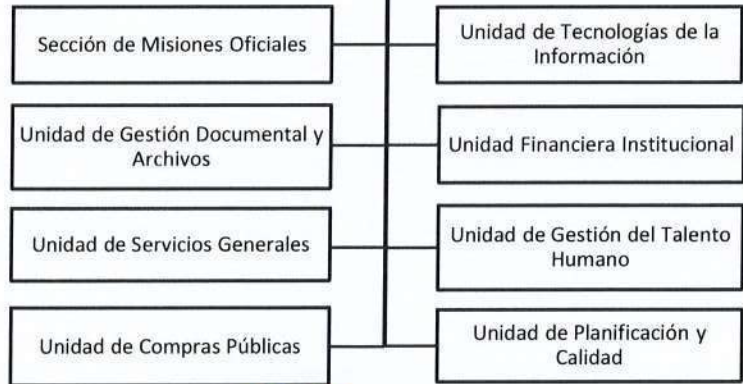 Sección de Misiones Oficiales
Unidad de Tecnologías de la
Información
Unidad de Gestión Documental y
Archivos
Unidad Financiera Institucional
Unidad de Servicios Generales
Unidad de Gestión del Talento
Humano
Unidad de Compras Públicas
Unidad de Planificación y
Calidad